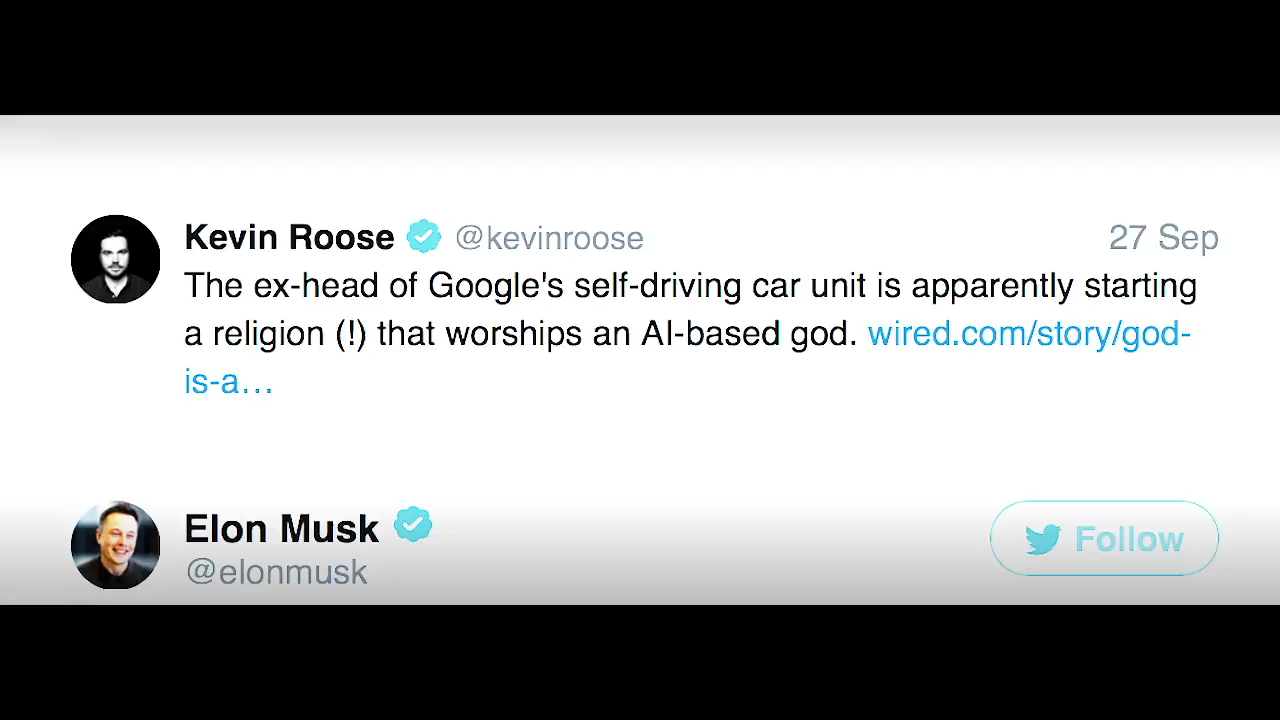 Kevin Roose @kevinroose 27 Sep
The ex-head of Google's self-driving car unit is apparently starting
a religion (!) that worships an AI-based god. wired.com/story/god-
is-a…
Elon Musk Follow
@elonmusk